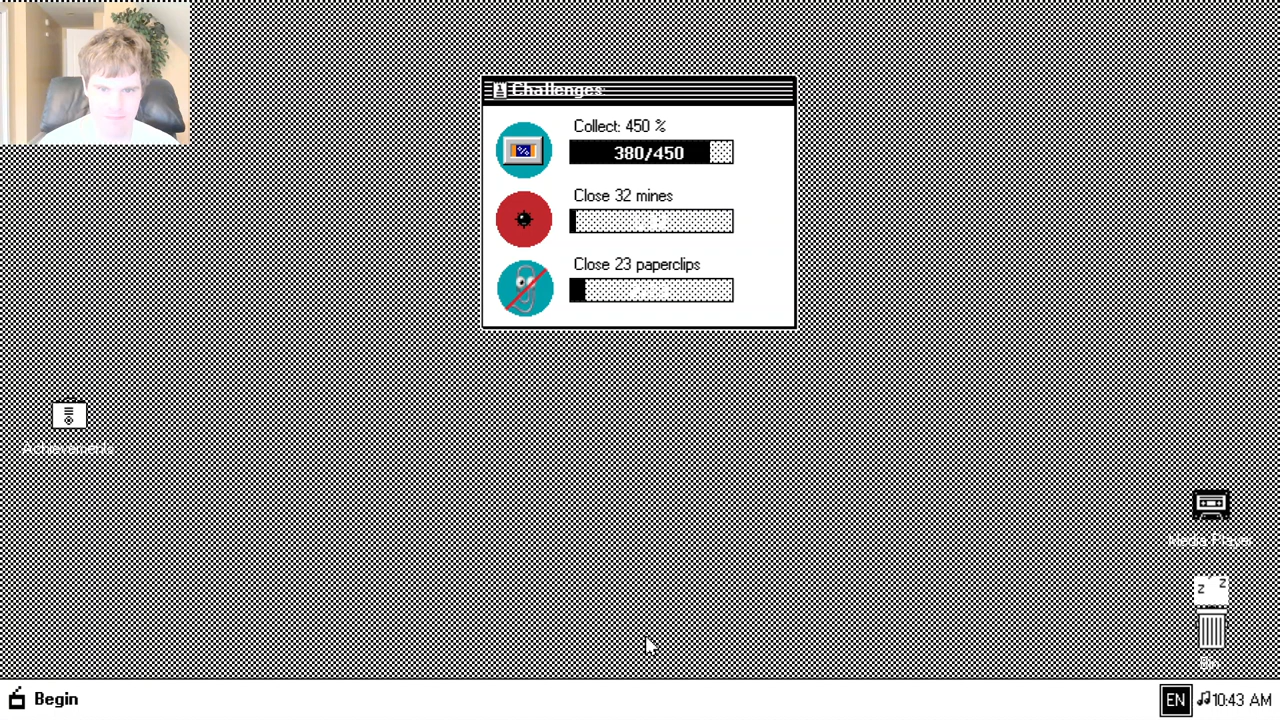 Challenges:
Collect: 450 %
380/450
Close 32 mines
Close 23 paperclips
Achievements
Media Player
z z
Bin
Begin
EN 10:43 AM